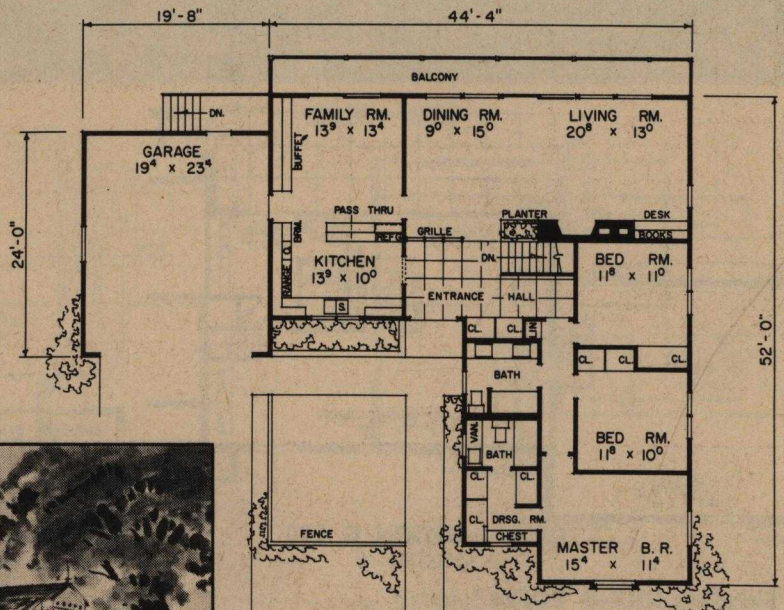 19'-8"
44'-4"
BALCONY
DN.
FAMILY RM.
13⁹ x 13⁴
DINING RM.
9⁰ x 15⁰
LIVING RM.
20⁸ x 13⁰
GARAGE
19⁴ x 23⁴
BUFFET
24'-0"
PASS THRU
REFG
BRM.
RANGE
O.
KITCHEN
13⁹ x 10⁰
S.
GRILLE
PLANTER
DESK
BOOKS
DN.
ENTRANCE HALL
BED RM.
11⁸ x 11⁰
52'-0"
CL.
CL.
LIN
CL.
CL.
CL.
BATH
BED RM.
11⁸ x 10⁰
VAN.
BATH
CL.
CL.
CL.
DRSG. RM.
CHEST
FENCE
MASTER B. R.
15⁴ x 11⁴